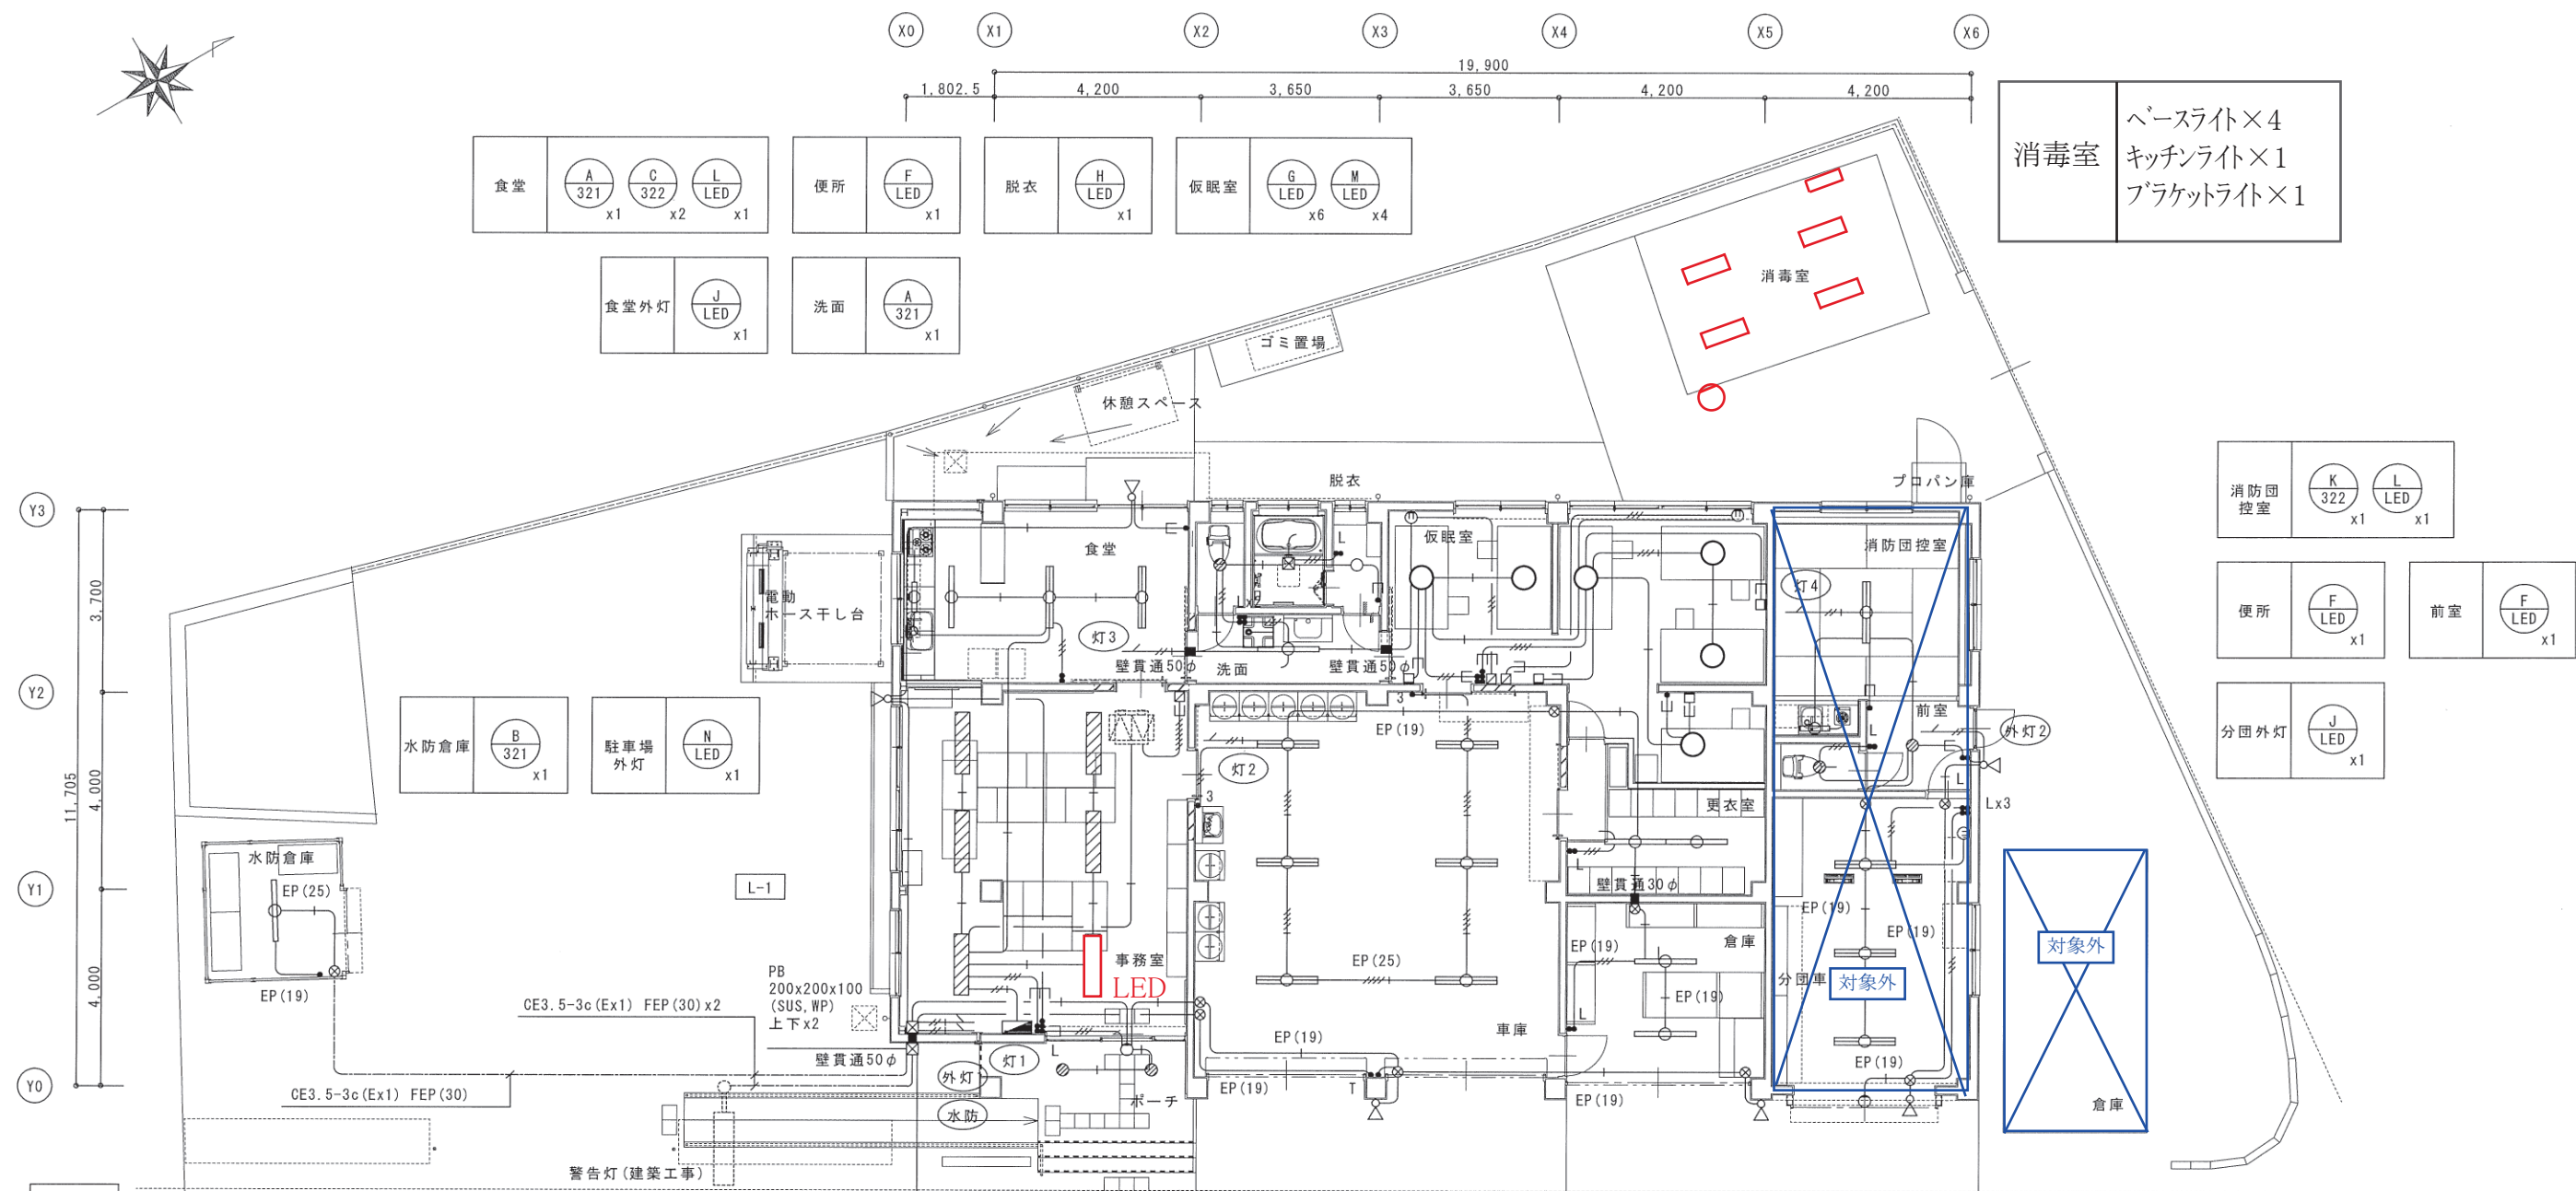 X0
X1
X2
X3
X4
X5
X6
19,900
1,802.5
4,200
3,650
3,650
4,200
4,200
消毒室
ベースライト×4
キッチンライト×1
ブラケットライト×1
食堂
A
321
x1
C
322
x2
L
LED
x1
便所
F
LED
x1
脱衣
H
LED
x1
仮眠室
G
LED
x6
M
LED
x4
食堂外灯
J
LED
x1
洗面
A
321
x1
消毒室
ゴミ置場
休憩スペース
脱衣
プロパン庫
消防団
控室
K
322
x1
L
LED
x1
便所
F
LED
x1
前室
F
LED
x1
分団外灯
J
LED
x1
Y3
Y2
Y1
Y0
3,700
4,000
4,000
11,705
電動
ホース干し台
食堂
灯3
壁貫通50φ
洗面
壁貫通50φ
L
Lx
仮眠室
消防団控室
灯4
前室
外灯2
L
L
Lx3
水防倉庫
B
321
x1
駐車場
外灯
N
LED
x1
3
EP(19)
灯2
3
更衣室
L
壁貫通30φ
水防倉庫
EP(25)
EP(19)
L-1
事務室
LED
PB
200x200x100
(SUS,WP)
上下x2
CE3.5-3c(Ex1) FEP(30)x2
CE3.5-3c(Ex1) FEP(30)
壁貫通50φ
外灯
灯1
L
水防
ポーチ
警告灯(建築工事)
EP(25)
車庫
EP(19)
EP(19)
T
EP(19)
倉庫
EP(19)
L
EP(19)
EP(19)
EP(19)
分団車
対象外
EP(19)
対象外
倉庫